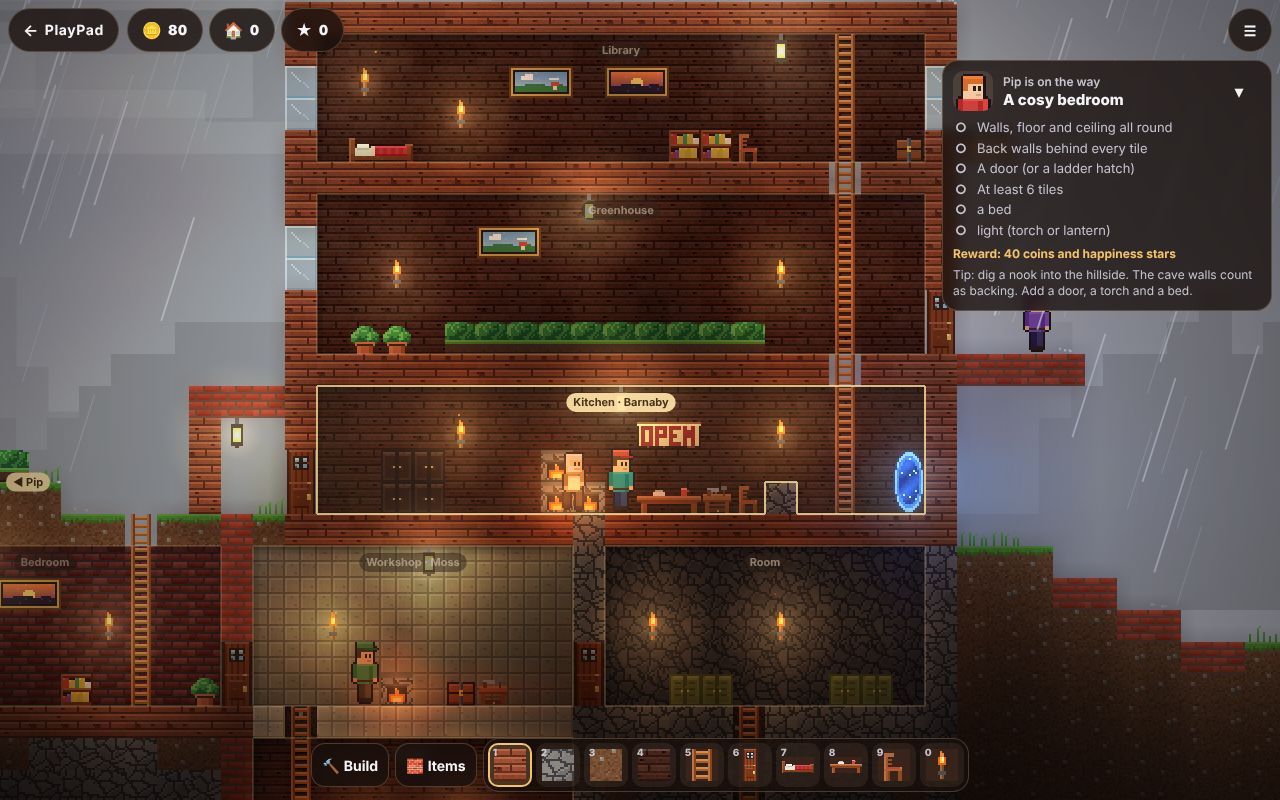 ← PlayPad
80
0
★ 0
☰
Library
Pip is on the way
A cosy bedroom
▼
Walls, floor and ceiling all round
Back walls behind every tile
A door (or a ladder hatch)
At least 6 tiles
a bed
light (torch or lantern)
Reward: 40 coins and happiness stars
Tip: dig a nook into the hillside. The cave walls count
as backing. Add a door, a torch and a bed.
Greenhouse
Kitchen · Barnaby
OPEN
◀ Pip
Bedroom
Workshop · Moss
Room
Build
Items
1
2
3
4
5
6
7
8
9
0